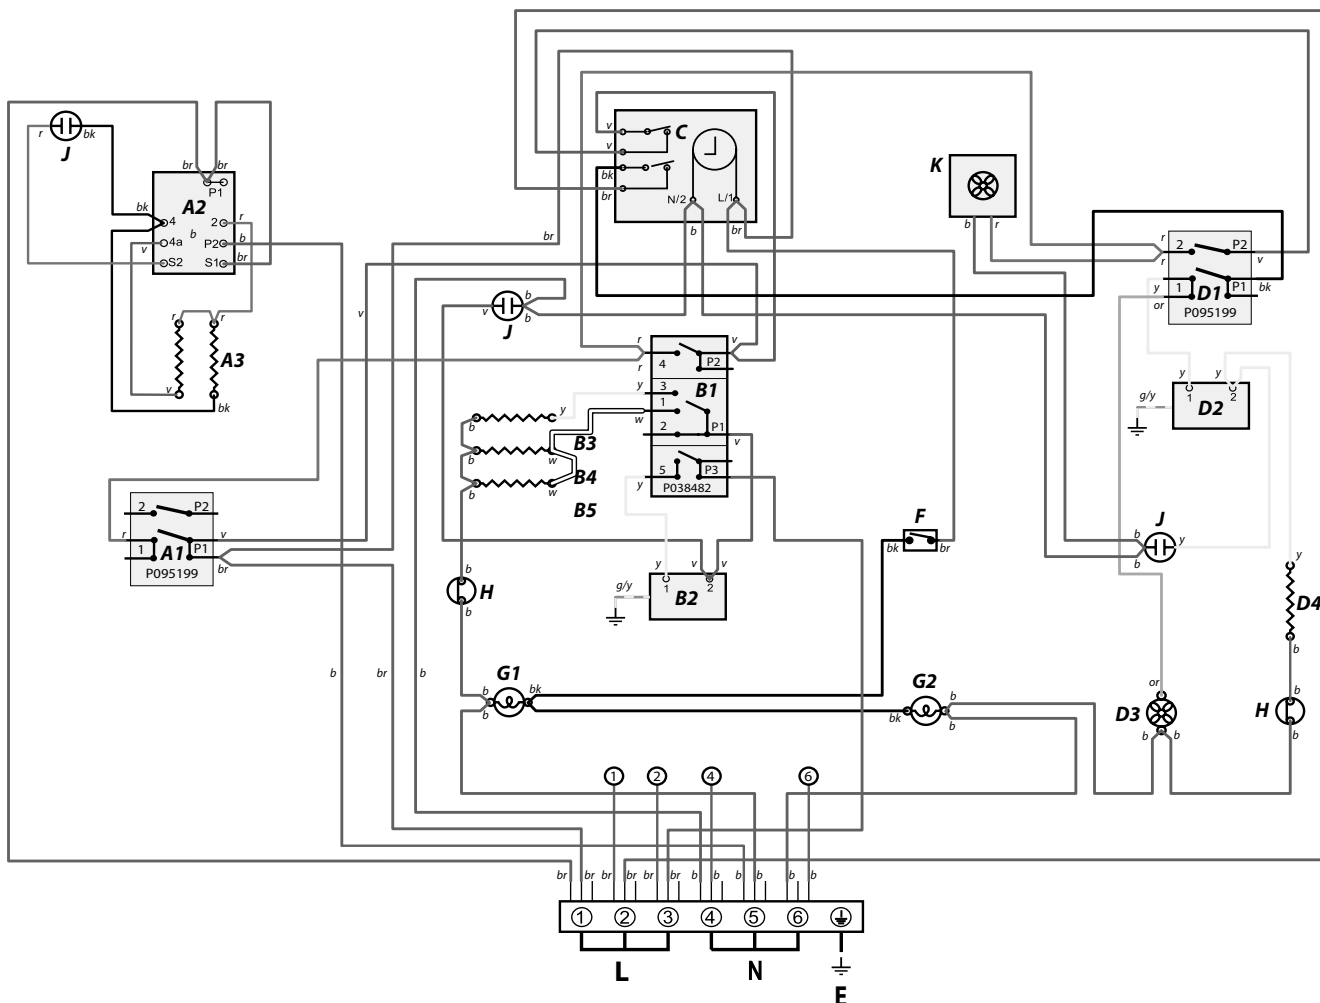 r
J
bk
br
br
P1
A2
bk
4
2
r
b
4a
P2
b
v
S2
S1
br
r
r
A3
v
bk
v
v
bk
br
C
N/2
L/1
b
br
br
K
b
r
r
2
P2
r
v
y
1
D1
P1
bk
or
P095199
v
b
v
b
J
r
4
P2
v
r
B1
y
3
1
w
2
P1
v
5
P3
y
P038482
y
b
B3
b
w
B4
b
w
B5
y
y
g/y
1
2
D2
2
P2
r
v
1
A1
P1
P095199
br
F
bk
br
b
J
y
b
y
v
v
g/y
1
2
B2
b
H
b
y
D4
b
b
br
b
G1
b
bk
b
G2
b
bk
b
or
D3
b
b
b
H
b
1
2
4
6
br
br
br
br
br
br
b
b
b
b
b
b
b
1
2
3
4
5
6
L
N
E